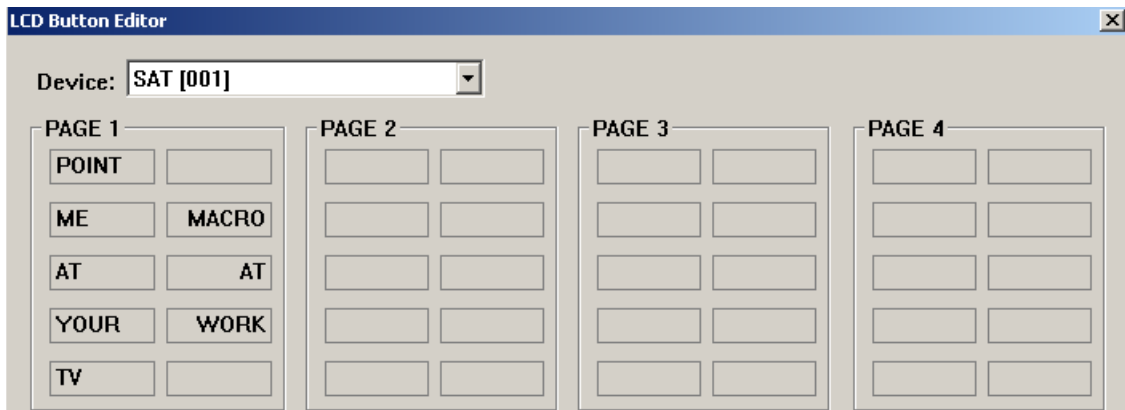 LCD Button Editor
Device: SAT [001]
PAGE 1 PAGE 2 PAGE 3 PAGE 4
POINT
ME MACRO
AT AT
YOUR WORK
TV